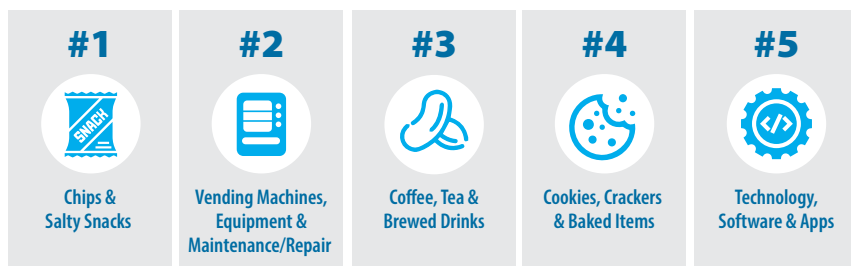 #1
SNACK
Chips &
Salty Snacks
#2
Vending Machines,
Equipment &
Maintenance/Repair
#3
Coffee, Tea &
Brewed Drinks
#4
Cookies, Crackers
& Baked Items
#5
</>
Technology,
Software & Apps